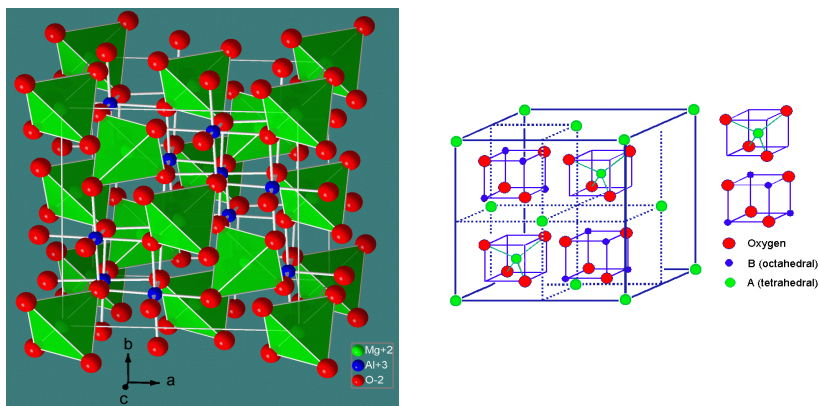 Mg+2
Al+3
O-2
b
a
c
Oxygen
B (octahedral)
A (tetrahedral)